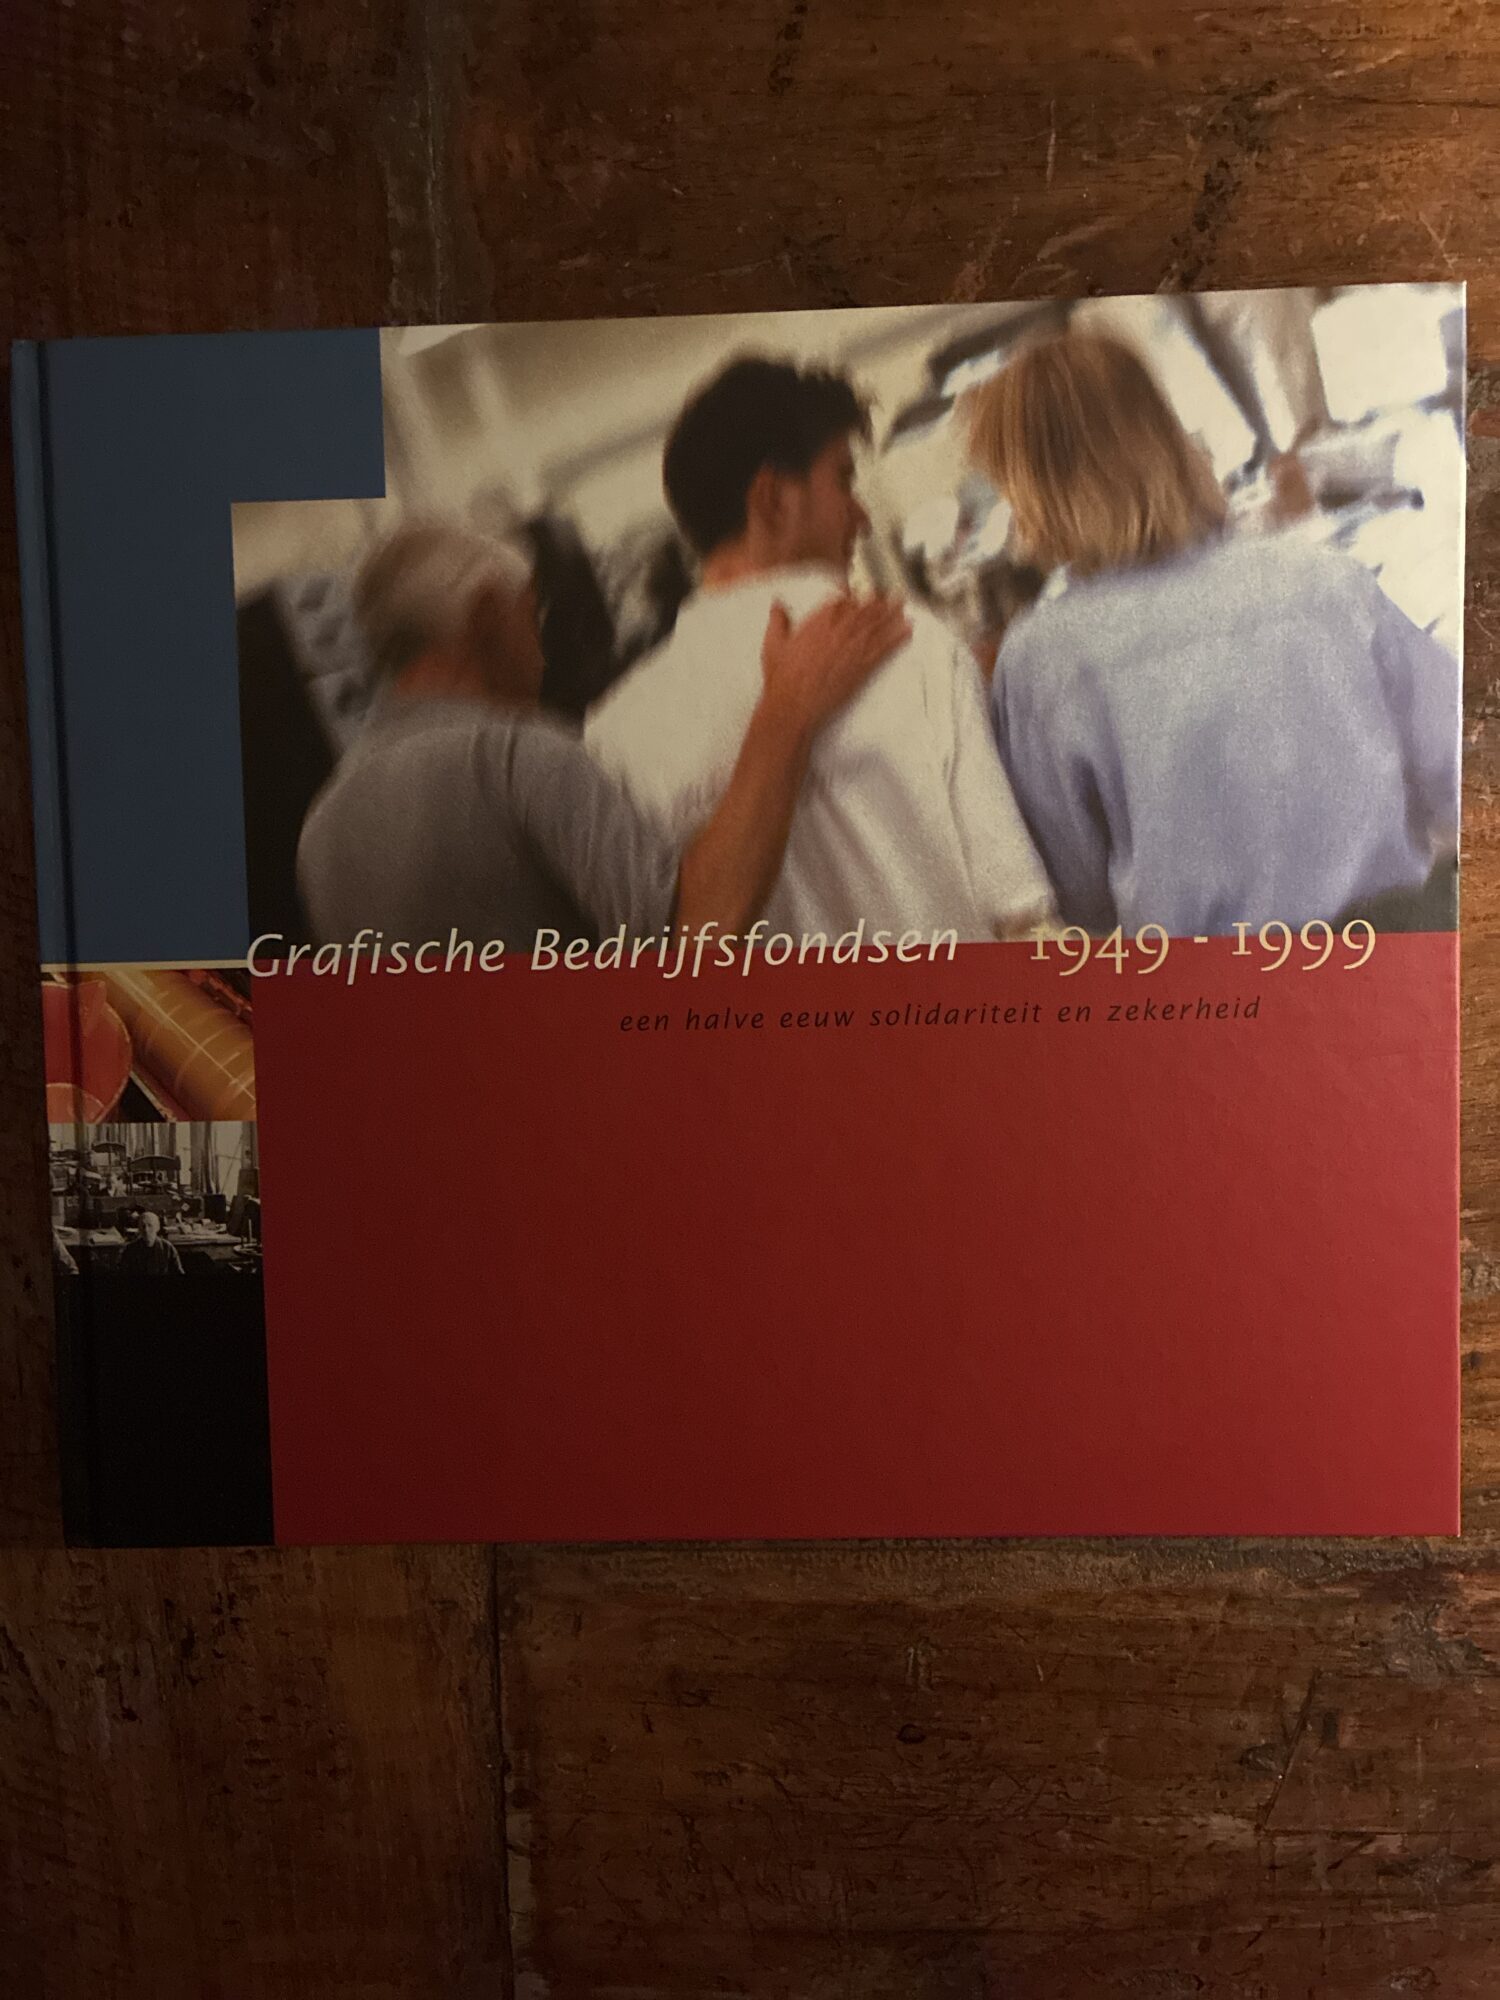 Grafische Bedrijfsfondsen 1949 - 1999
een halve eeuw solidariteit en zekerheid